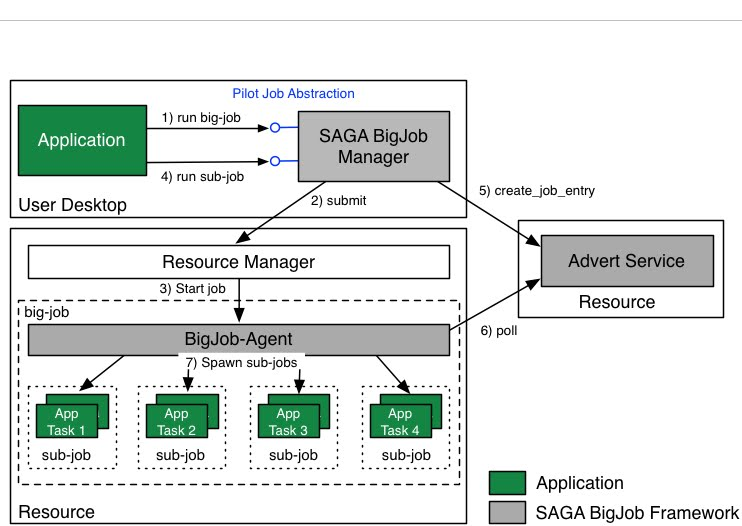 Pilot Job Abstraction
Application
1) run big-job
4) run sub-job
SAGA BigJob
Manager
User Desktop
2) submit
5) create_job_entry
Resource Manager
Advert Service
Resource
3) Start job
big-job
BigJob-Agent
6) poll
7) Spawn sub-jobs
App
Task 1
sub-job
App
Task 2
sub-job
App
Task 3
sub-job
App
Task 4
sub-job
Resource
Application
SAGA BigJob Framework